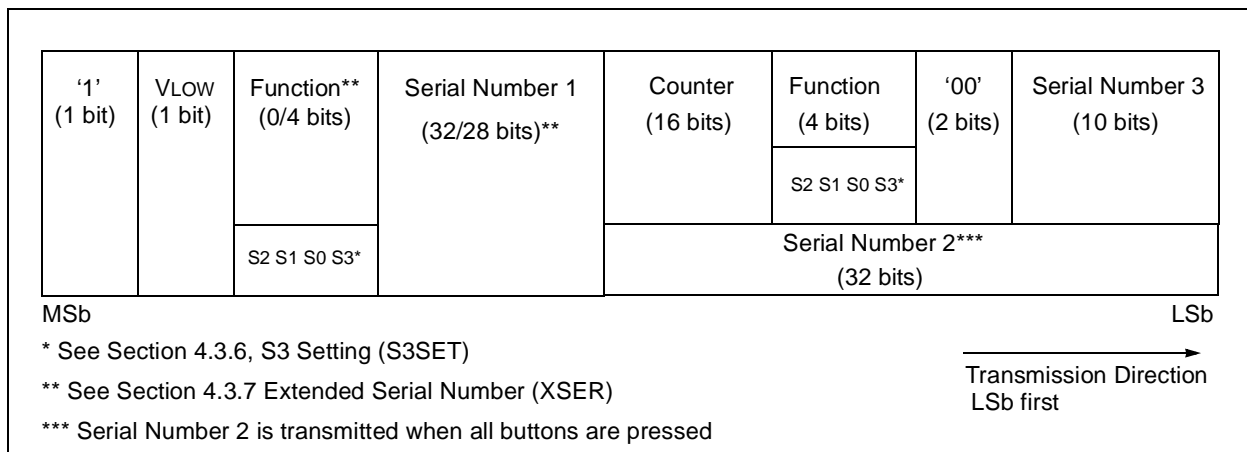 ‘1’ VLOW Function** Serial Number 1 Counter Function ‘00’ Serial Number 3
(1 bit) (1 bit) (0/4 bits) (32/28 bits)** (16 bits) (4 bits) (2 bits) (10 bits)
S2 S1 S0 S3*
S2 S1 S0 S3*
Serial Number 2***
(32 bits)
MSb LSb
* See Section 4.3.6, S3 Setting (S3SET)
** See Section 4.3.7 Extended Serial Number (XSER)
*** Serial Number 2 is transmitted when all buttons are pressed
Transmission Direction
LSb first